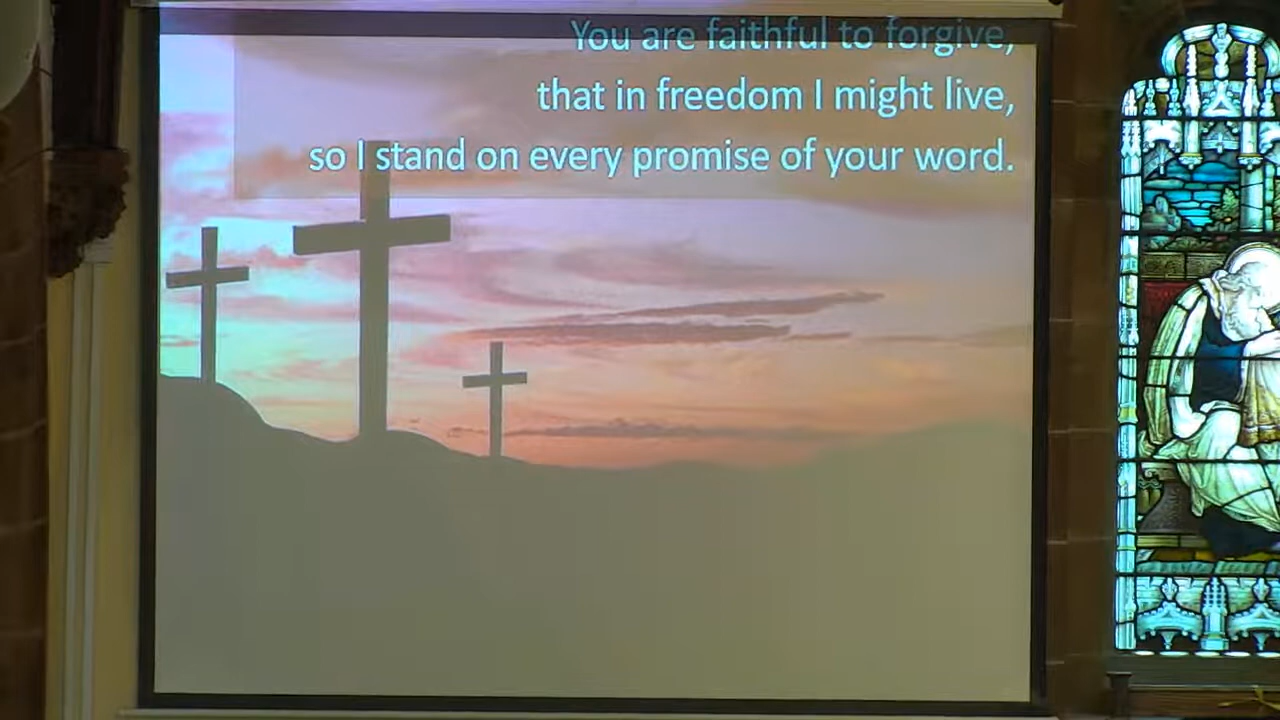 You are faithful to forgive,
that in freedom I might live,
so I stand on every promise of your word.